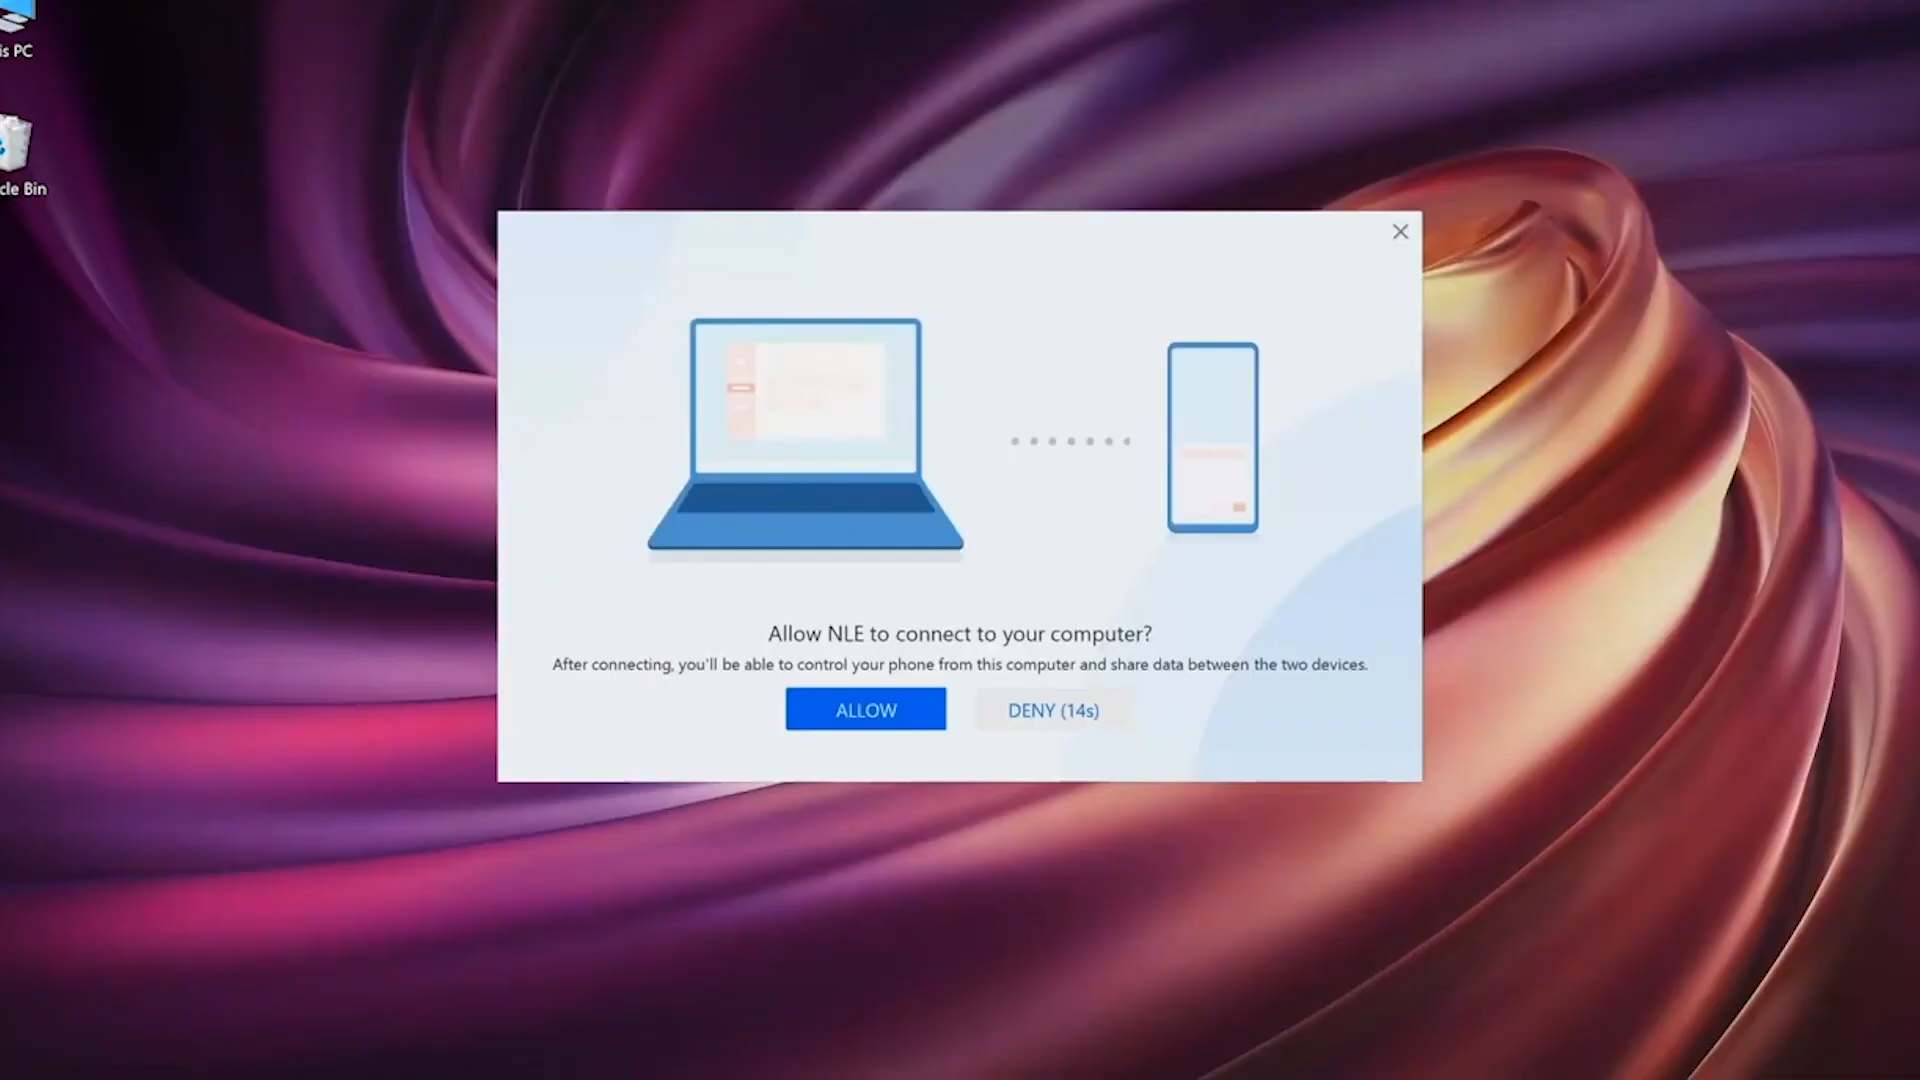 is PC
cle Bin
Allow NLE to connect to your computer?
After connecting, you'll be able to control your phone from this computer and share data between the two devices.
ALLOW
DENY (14s)